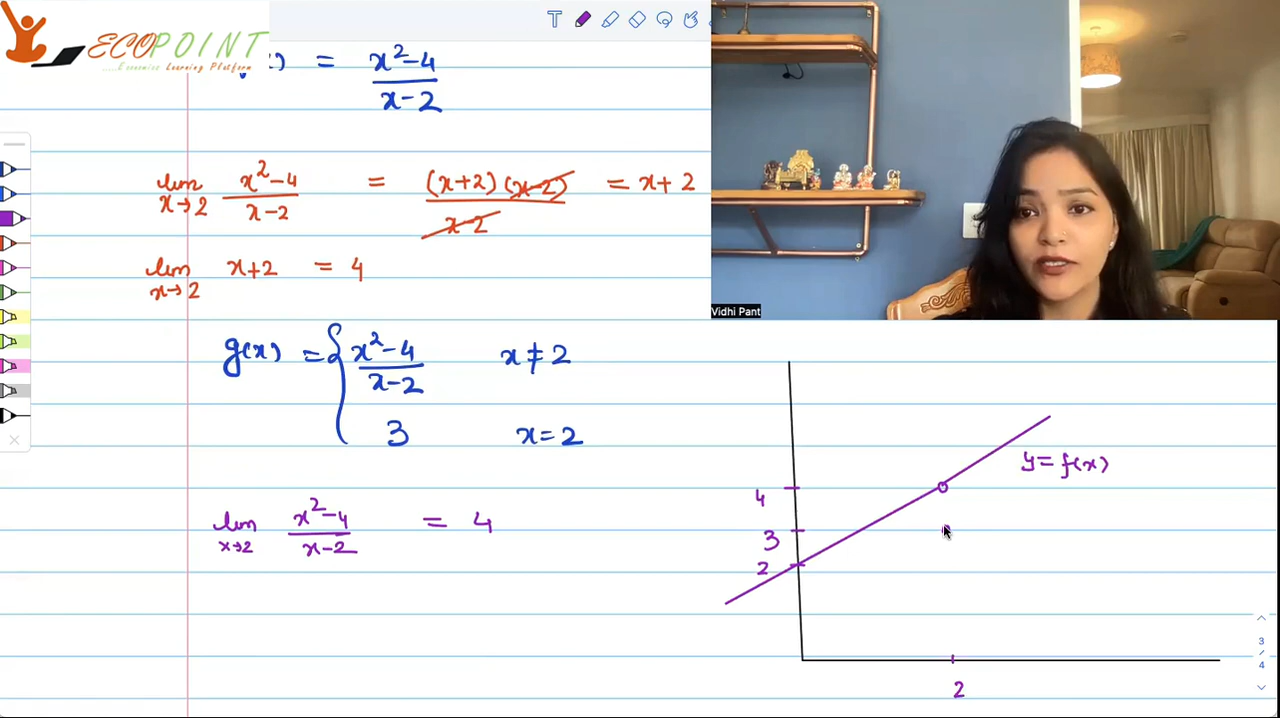 ECOPOINT
.....Economics Learning Platform
) = x²-4 / x-2
lim x→2 x²-4 / x-2 = (x+2)(x-2) / x-2 = x+2
lim x→2 x+2 = 4
g(x) = { x²-4 / x-2 x≠2
3 x=2
lim x→2 x²-4 / x-2 = 4
Vidhi Pant
y = f(x)
4
3
2
2
3 / 4